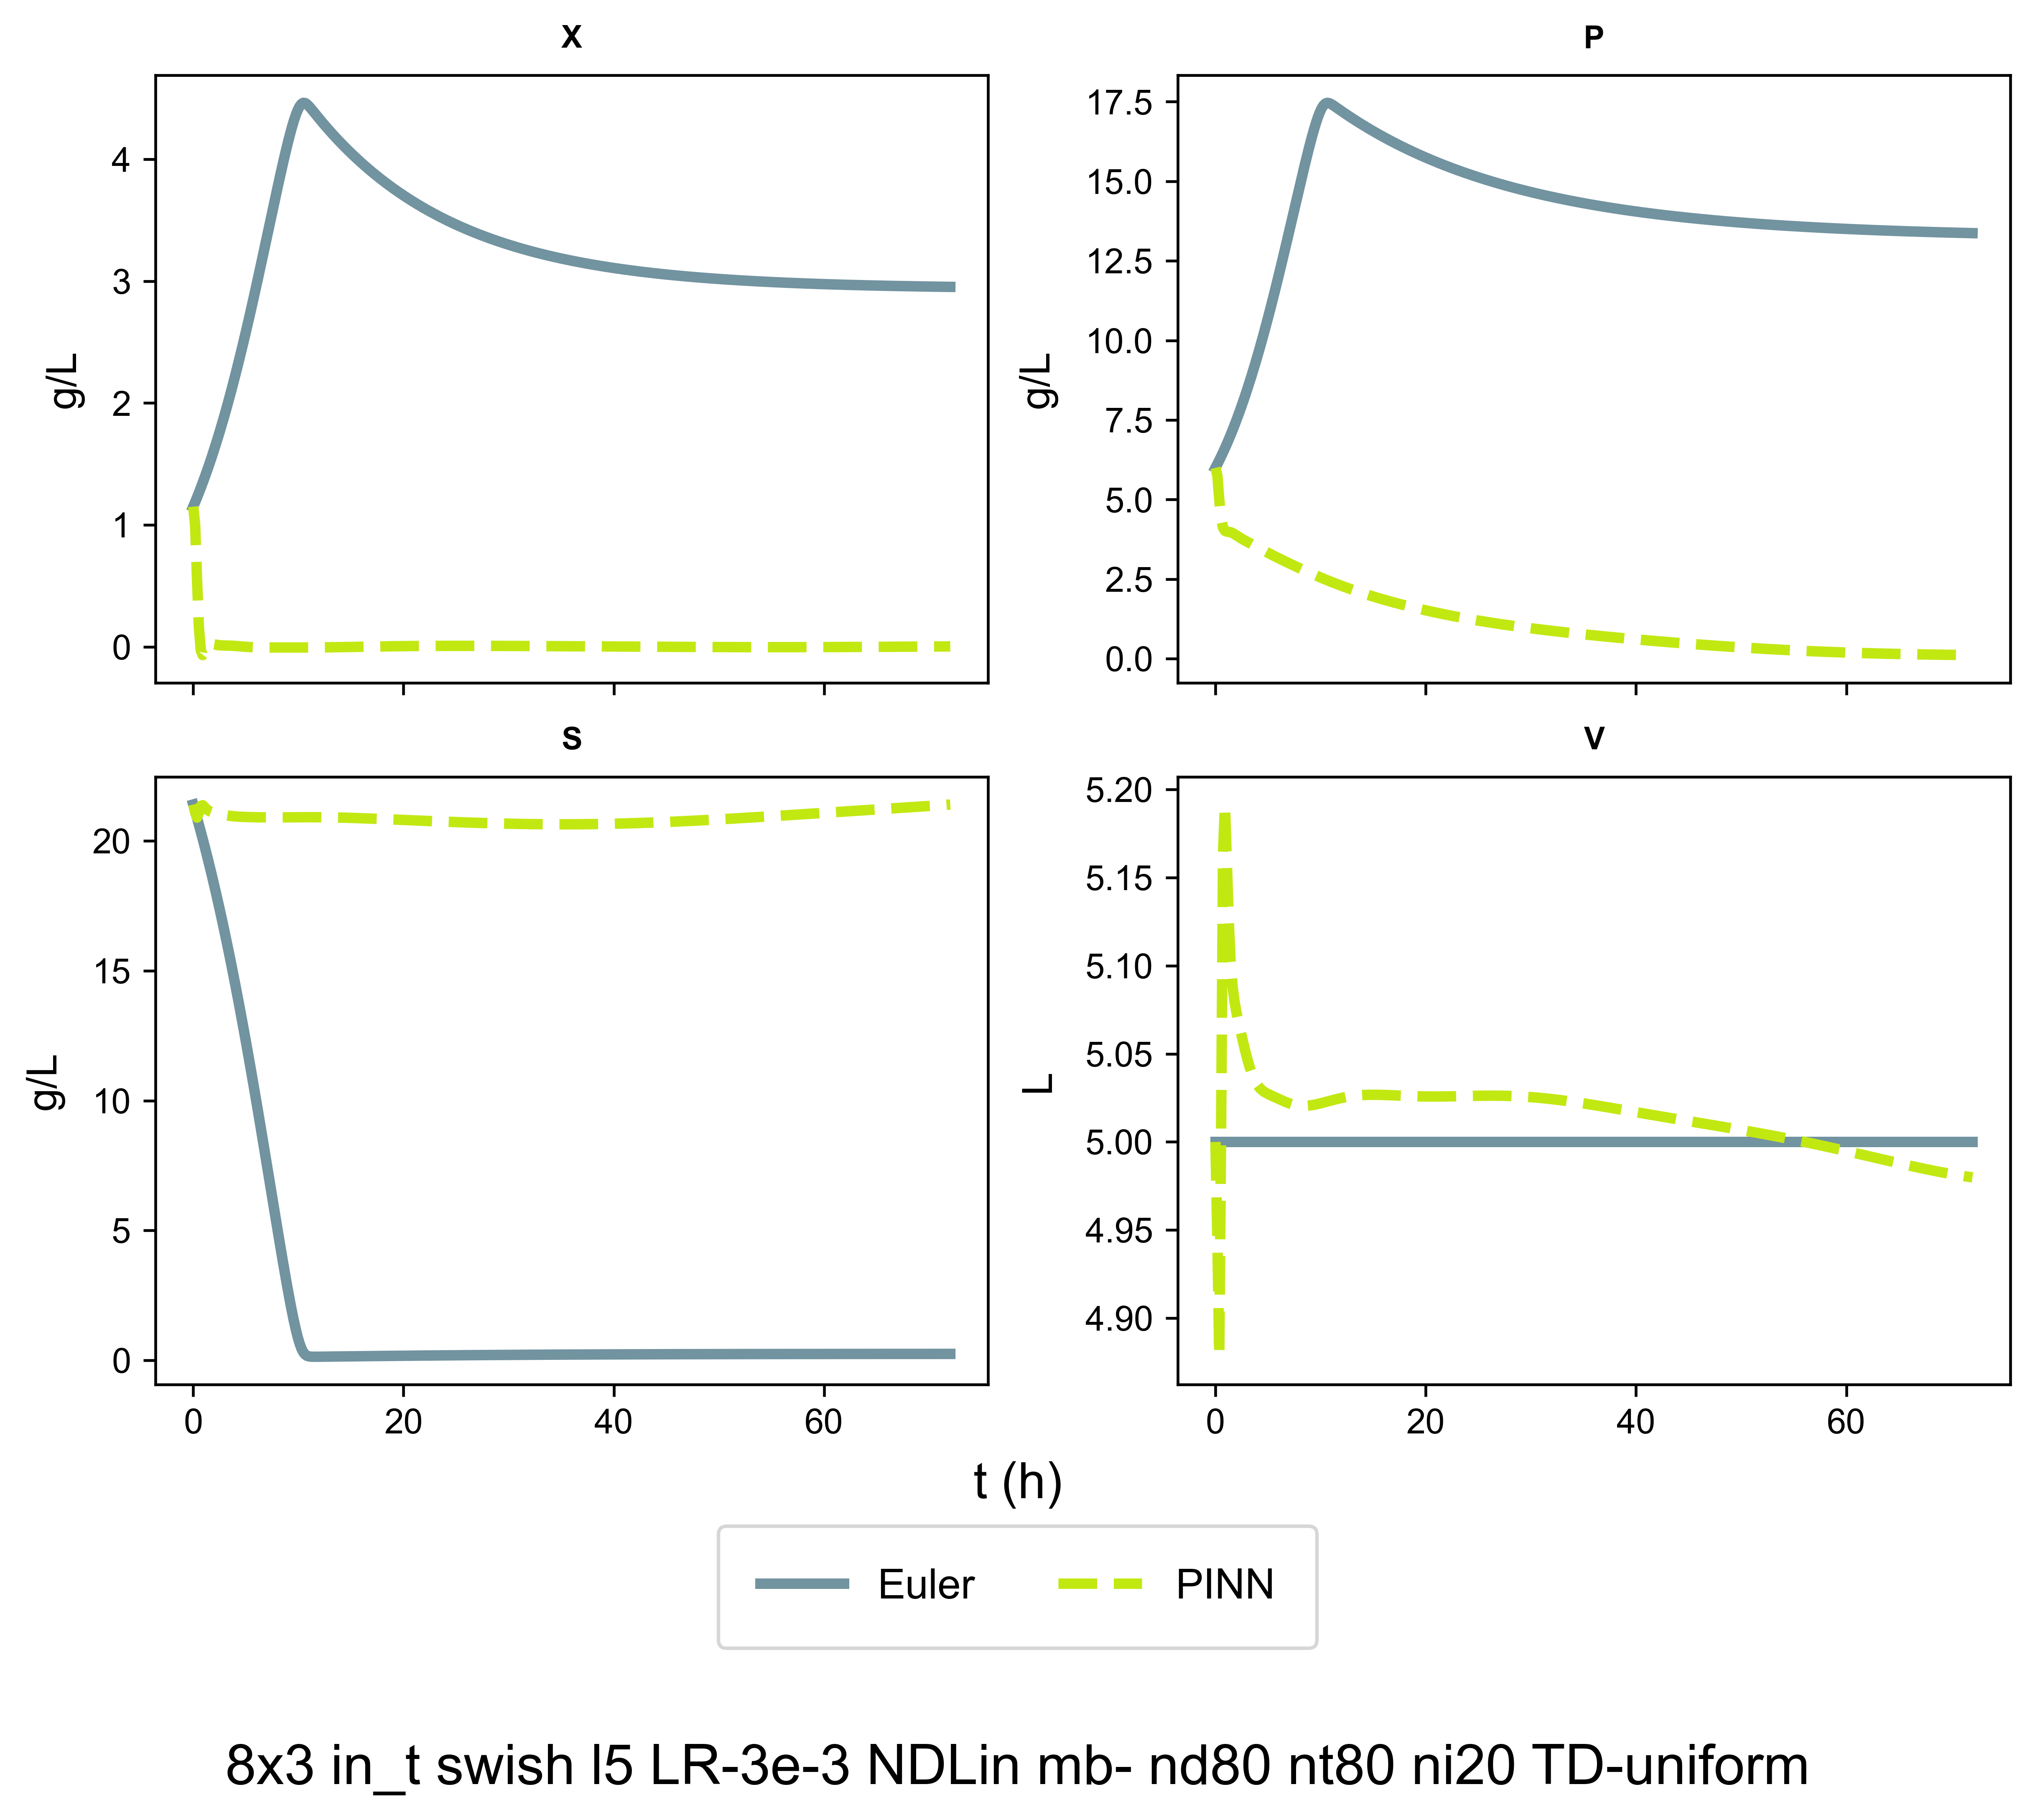 X
4
3
2
1
0
g/L
P
17.5
15.0
12.5
10.0
7.5
5.0
2.5
0.0
g/L
S
20
15
10
5
0
g/L
0 20 40 60
V
5.20
5.15
5.10
5.05
5.00
4.95
4.90
L
0 20 40 60
t (h)
Euler PINN
8x3 in_t swish l5 LR-3e-3 NDLin mb- nd80 nt80 ni20 TD-uniform